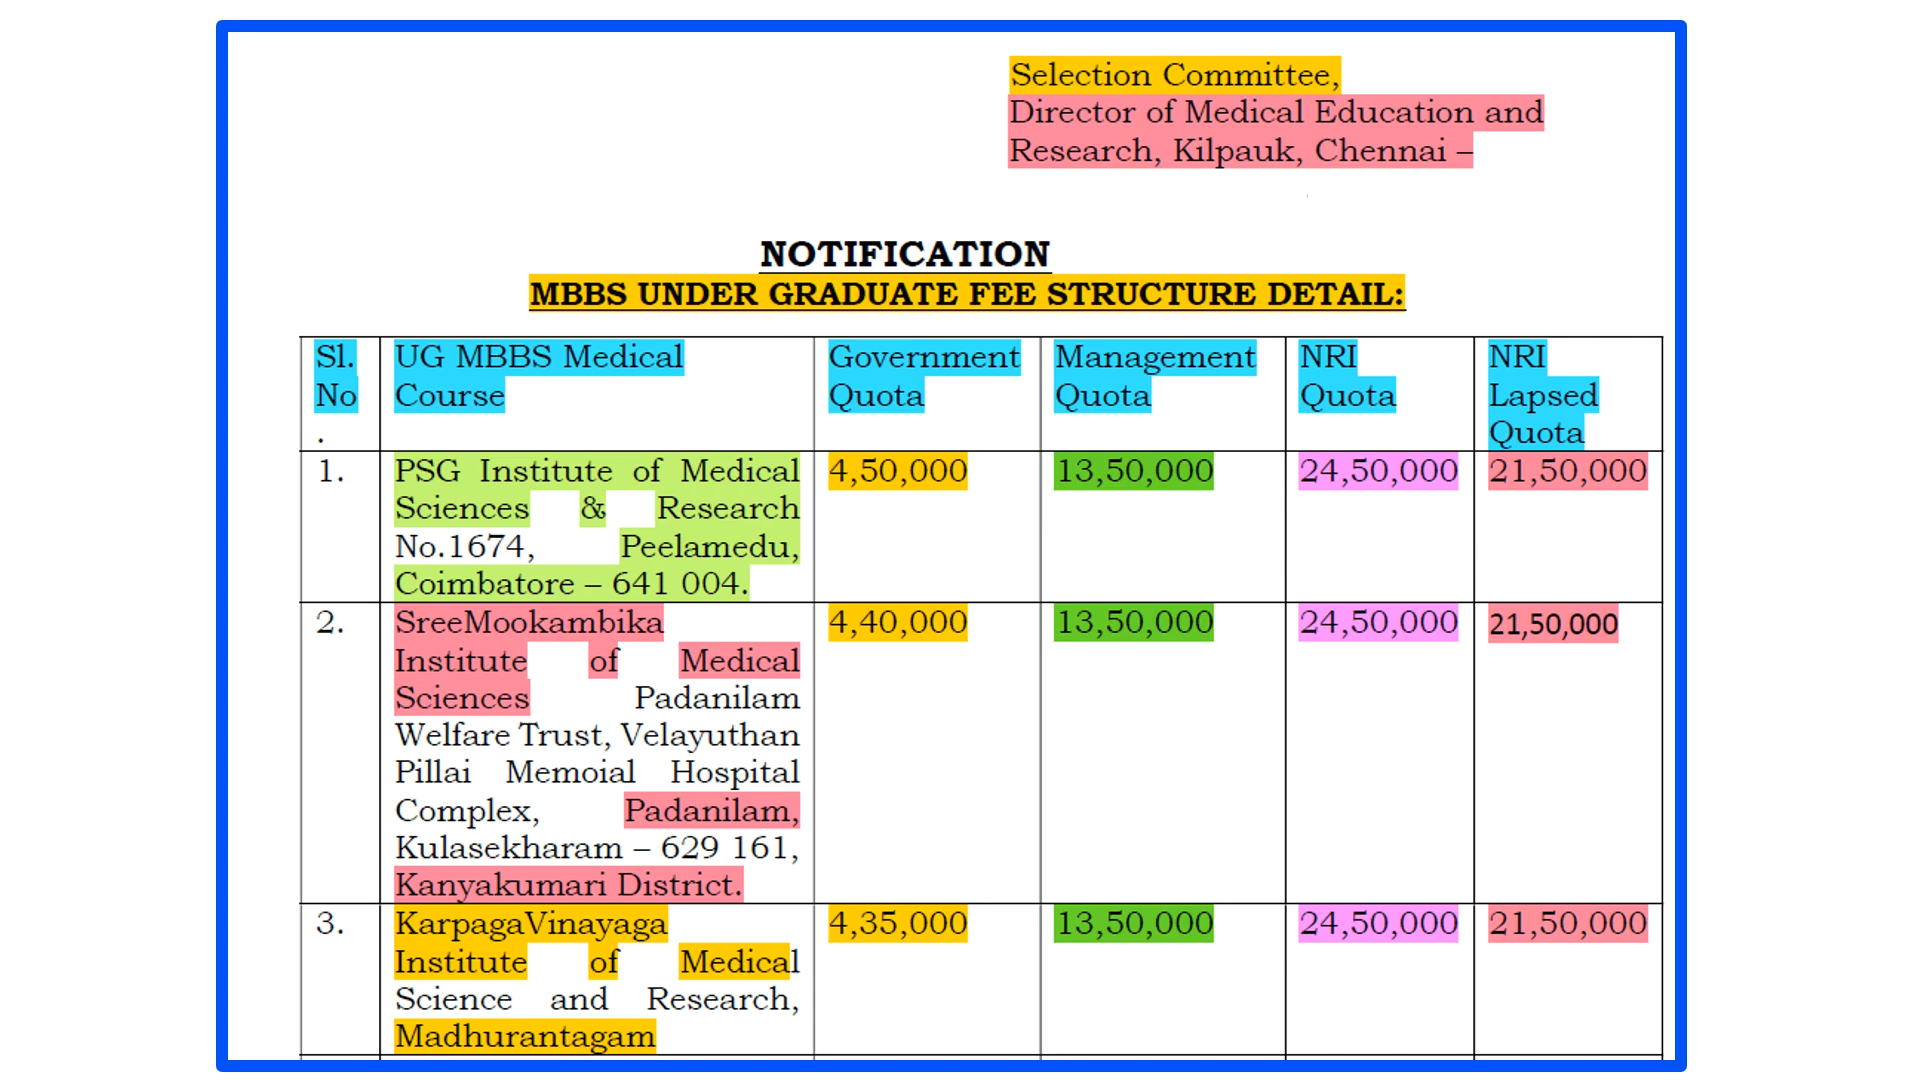 Selection Committee,
Director of Medical Education and
Research, Kilpauk, Chennai –
NOTIFICATION
MBBS UNDER GRADUATE FEE STRUCTURE DETAIL:
Sl.
No
.
UG MBBS Medical
Course
Government
Quota
Management
Quota
NRI
Quota
NRI
Lapsed
Quota
1.
PSG Institute of Medical
Sciences & Research
No.1674, Peelamedu,
Coimbatore – 641 004.
4,50,000
13,50,000
24,50,000
21,50,000
2.
SreeMookambika
Institute of Medical
Sciences Padanilam
Welfare Trust, Velayuthan
Pillai Memoial Hospital
Complex, Padanilam,
Kulasekharam – 629 161,
Kanyakumari District.
4,40,000
13,50,000
24,50,000
21,50,000
3.
KarpagaVinayaga
Institute of Medical
Science and Research,
Madhurantagam
4,35,000
13,50,000
24,50,000
21,50,000